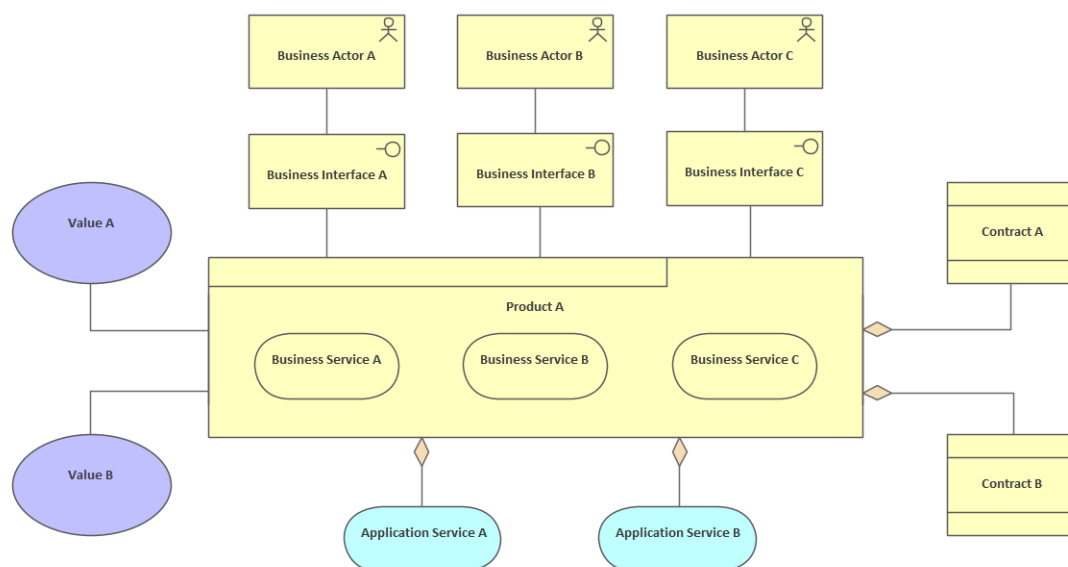 Business Actor A
Business Actor B
Business Actor C
Business Interface A
Business Interface B
Business Interface C
Value A
Contract A
Product A
Business Service A
Business Service B
Business Service C
Value B
Contract B
Application Service A
Application Service B